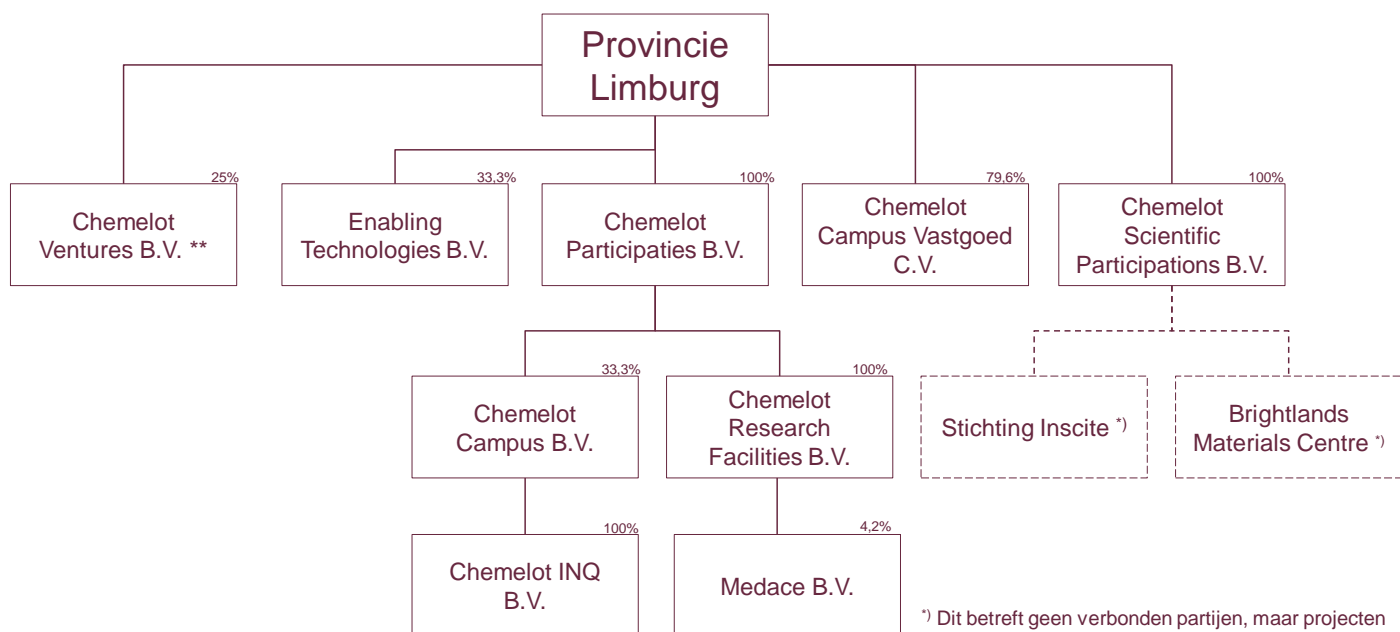 Provincie
Limburg
25%
Chemelot
Ventures B.V. **
33,3%
Enabling
Technologies B.V.
100%
Chemelot
Participaties B.V.
79,6%
Chemelot
Campus Vastgoed
C.V.
100%
Chemelot
Scientific
Participations B.V.
33,3%
Chemelot
Campus B.V.
100%
Chemelot
Research
Facilities B.V.
Stichting Inscite *)
Brightlands
Materials Centre *)
100%
Chemelot INQ
B.V.
4,2%
Medace B.V.
*) Dit betreft geen verbonden partijen, maar projecten